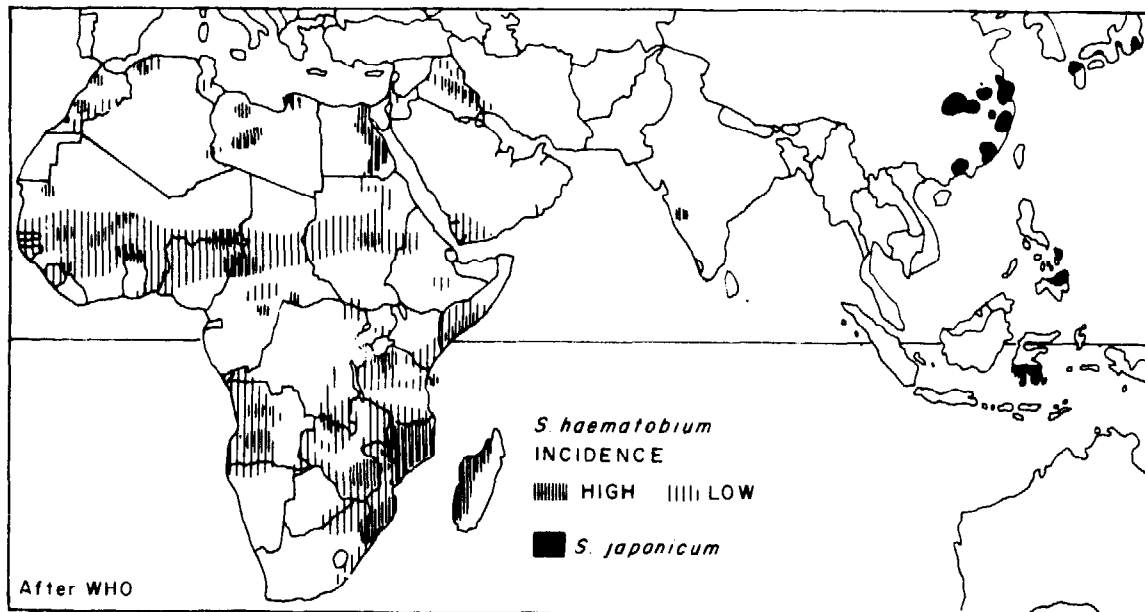 S. haematobium
INCIDENCE
HIGH LOW
S. japonicum
After WHO